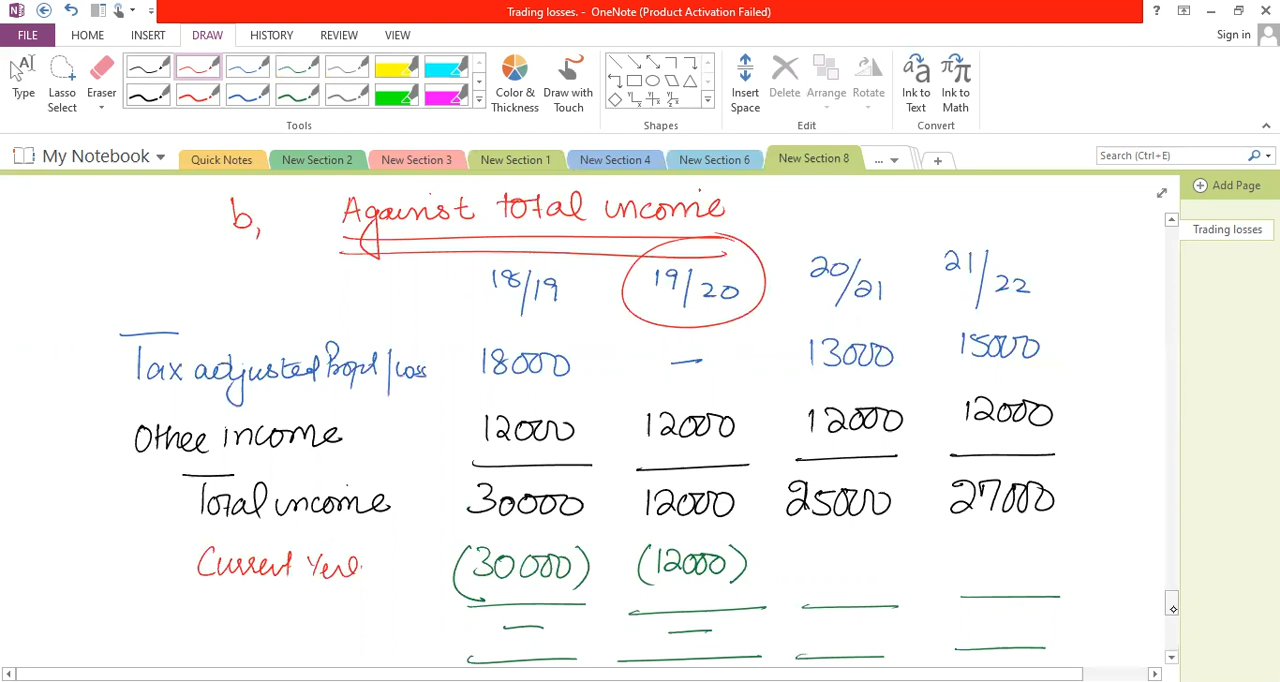 Trading losses. - OneNote (Product Activation Failed)
?
FILE HOME INSERT DRAW HISTORY REVIEW VIEW
Sign in
Type
Lasso Select
Eraser
Color & Thickness
Draw with Touch
Insert Space
Delete
Arrange
Rotate
Ink to Text
Ink to Math
Tools
Shapes
Edit
Convert
My Notebook
Quick Notes
New Section 2
New Section 3
New Section 1
New Section 4
New Section 6
New Section 8
...
Search (Ctrl+E)
Add Page
Trading losses
b, Against total income
18/19 19/20 20/21 21/22
Tax adjusted Profit/Loss 18000 — 13000 15000
Other income 12000 12000 12000 12000
Total income 30000 12000 25000 27000
Current (30000) (12000)